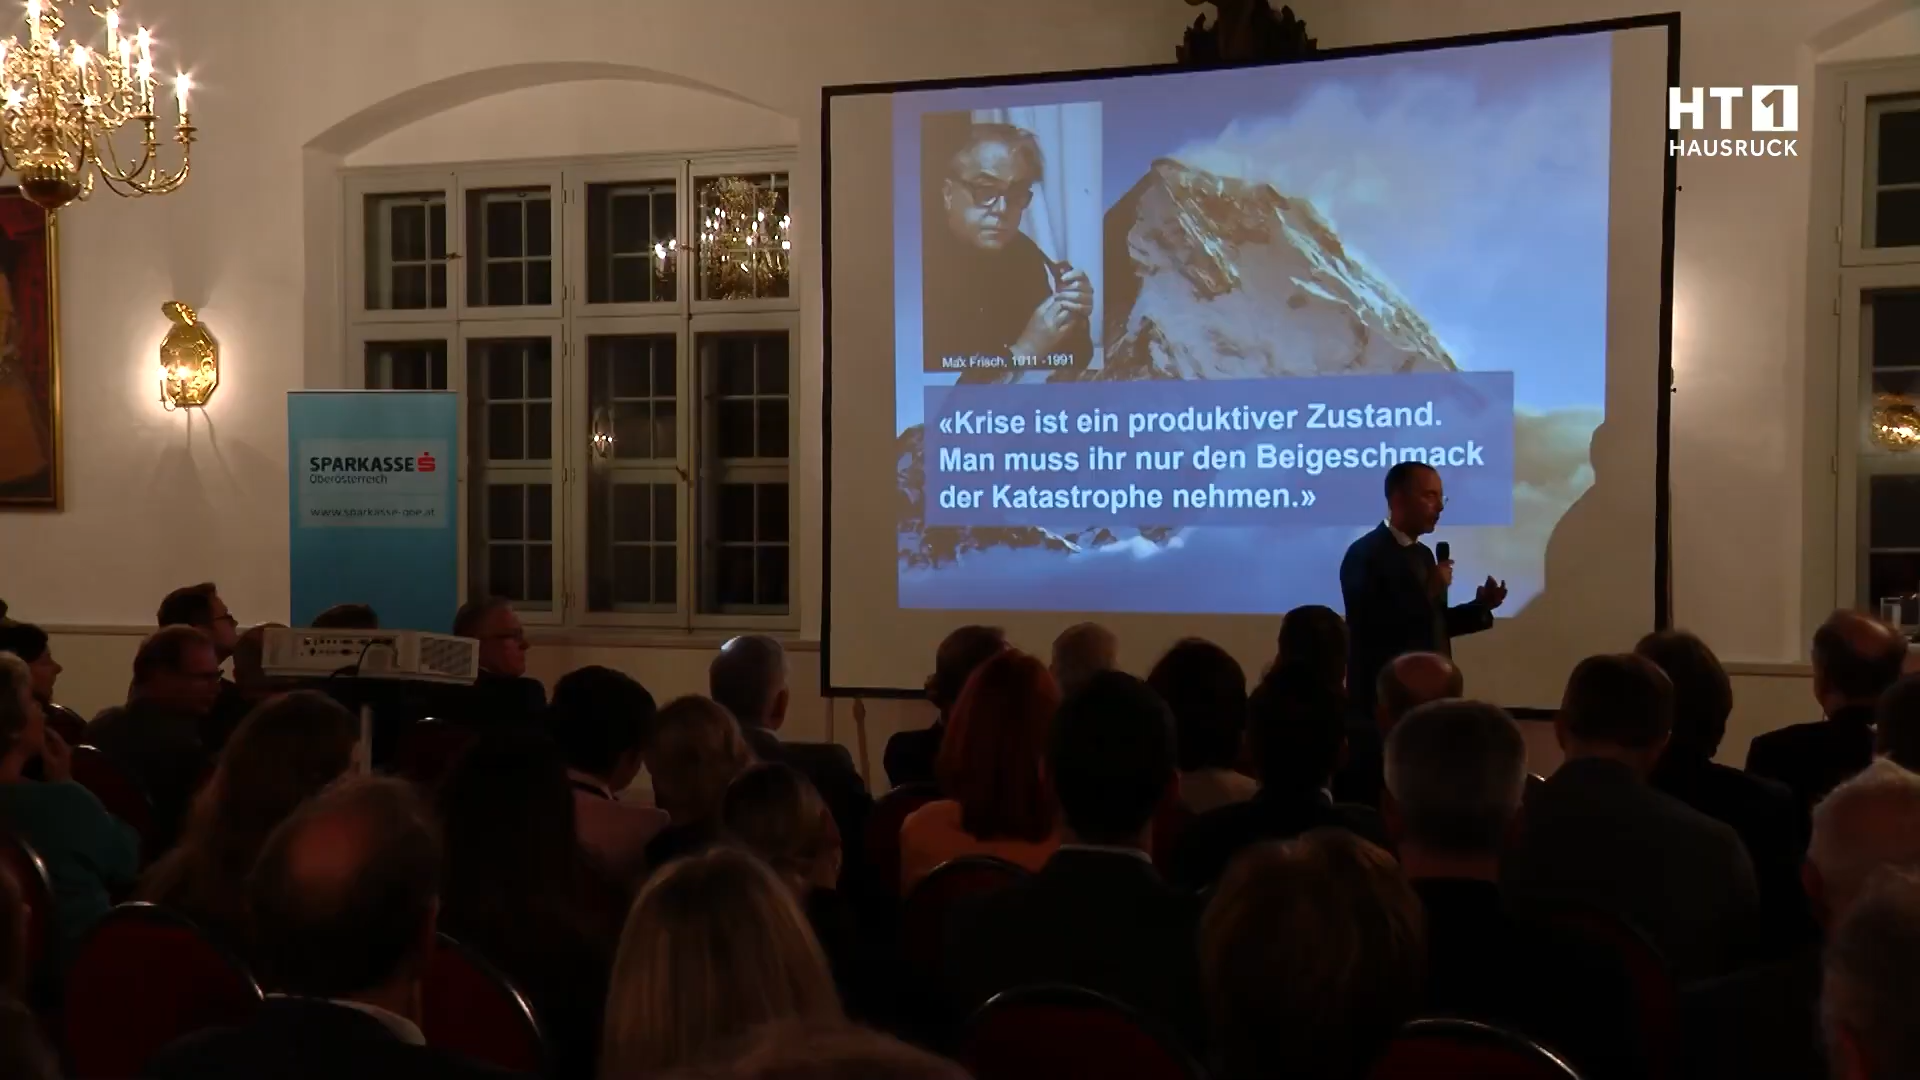 HT1
HAUSRUCK
Max Frisch, 1911 -1991
«Krise ist ein produktiver Zustand.
Man muss ihr nur den Beigeschmack
der Katastrophe nehmen.»
SPARKASSE
Oberösterreich
www.sparkasse-ooe.at